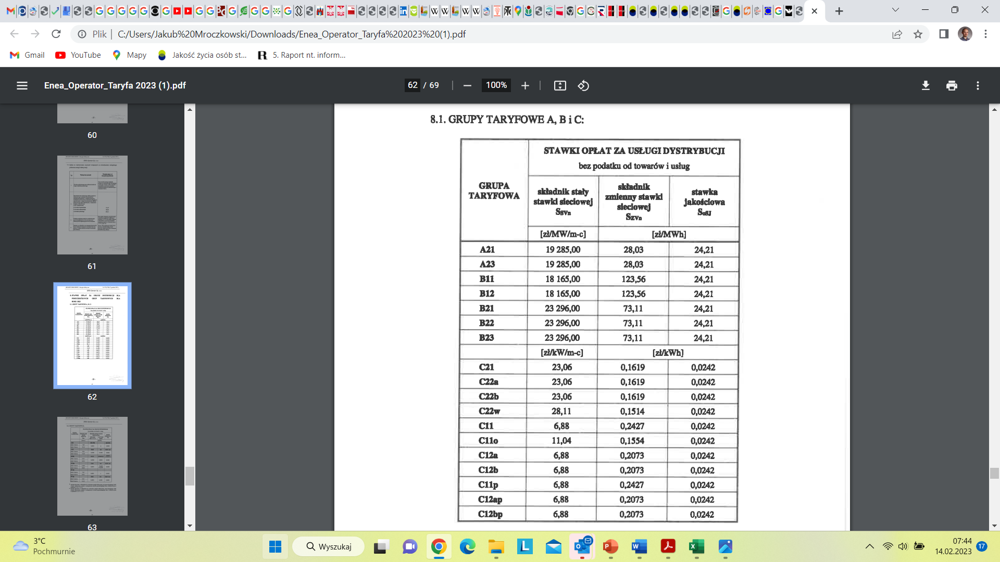 Plik
C:/Users/Jakub%20Mroczkowski/Downloads/Enea_Operator_Taryfa%202023%20(1).pdf
Gmail YouTube Mapy Jakość życia osób st... 5. Raport nt. inform...
Enea_Operator_Taryfa 2023 (1).pdf 62 / 69 100%
60
61
62
63
8.1. GRUPY TARYFOWE A, B i C:
GRUPA TARYFOWA
STAWKI OPŁAT ZA USŁUGI DYSTRYBUCJI
bez podatku od towarów i usług
składnik stały stawki sieciowej SSVn
składnik zmienny stawki sieciowej SZVn
stawka jakościowa SoSJ
[zł/MW/m-c] [zł/MWh]
A21 19 285,00 28,03 24,21
A23 19 285,00 28,03 24,21
B11 18 165,00 123,56 24,21
B12 18 165,00 123,56 24,21
B21 23 296,00 73,11 24,21
B22 23 296,00 73,11 24,21
B23 23 296,00 73,11 24,21
[zł/kW/m-c] [zł/kWh]
C21 23,06 0,1619 0,0242
C22a 23,06 0,1619 0,0242
C22b 23,06 0,1619 0,0242
C22w 28,11 0,1514 0,0242
C11 6,88 0,2427 0,0242
C11o 11,04 0,1554 0,0242
C12a 6,88 0,2073 0,0242
C12b 6,88 0,2073 0,0242
C11p 6,88 0,2427 0,0242
C12ap 6,88 0,2073 0,0242
C12bp 6,88 0,2073 0,0242
3°C
Pochmurnie
Wyszukaj
07:44
14.02.2023
17